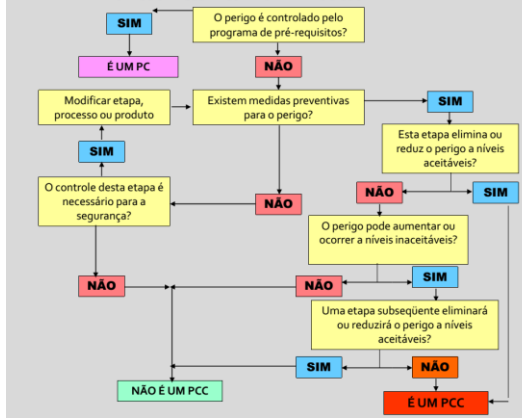 O perigo é controlado pelo
programa de pré-requisitos?
SIM
É UM PC
NÃO
Modificar etapa,
processo ou produto
Existem medidas preventivas
para o perigo?
SIM
SIM
Esta etapa elimina ou
reduz o perigo a níveis
aceitáveis?
O controle desta etapa é
necessário para a
segurança?
NÃO
NÃO
SIM
O perigo pode aumentar ou
ocorrer a níveis inaceitáveis?
NÃO
NÃO
SIM
Uma etapa subseqüente eliminará
ou reduzirá o perigo a níveis
aceitáveis?
SIM
NÃO
NÃO É UM PCC
É UM PCC